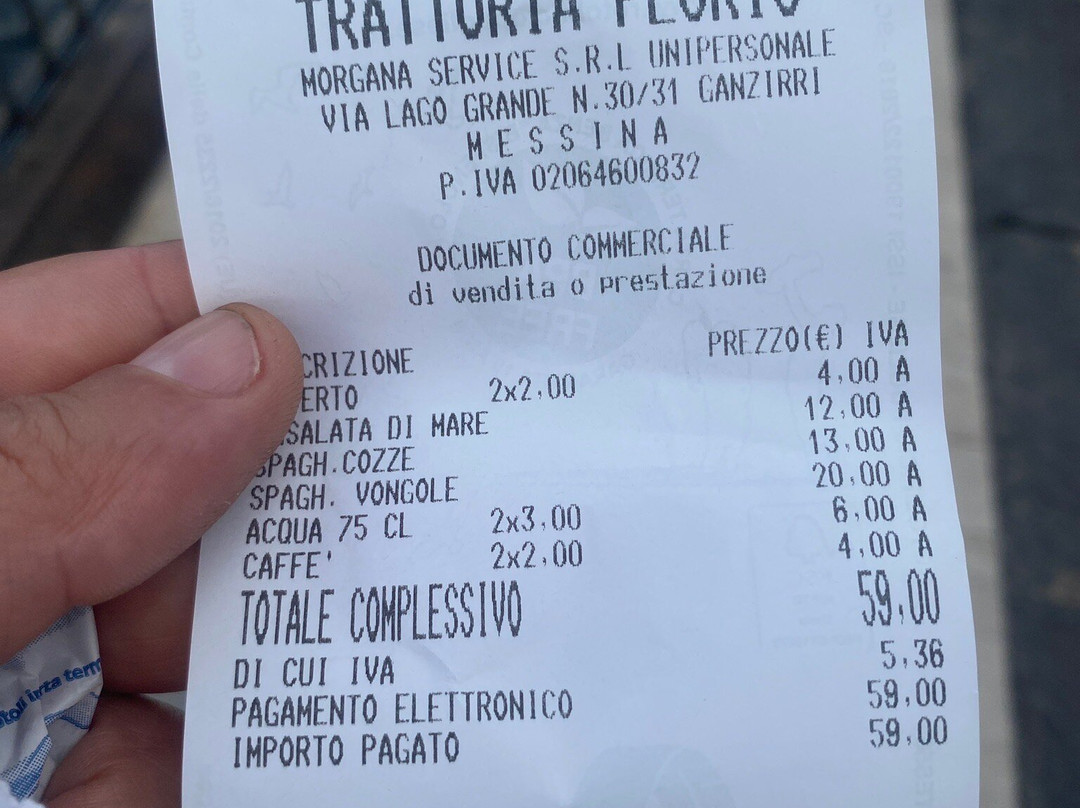 TRATTORIA FLORIO
MORGANA SERVICE S.R.L UNIPERSONALE
VIA LAGO GRANDE N.30/31 GANZIRRI
M E S S I N A
P.IVA 02064600832
DOCUMENTO COMMERCIALE
di vendita o prestazione
CRIZIONE PREZZO(€) IVA
ERTO 2x2,00 4,00 A
SALATA DI MARE 12,00 A
SPAGH.COZZE 13,00 A
SPAGH. VONGOLE 20,00 A
ACQUA 75 CL 2x3,00 6,00 A
CAFFE' 2x2,00 4,00 A
TOTALE COMPLESSIVO 59,00
DI CUI IVA 5,36
PAGAMENTO ELETTRONICO 59,00
IMPORTO PAGATO 59,00